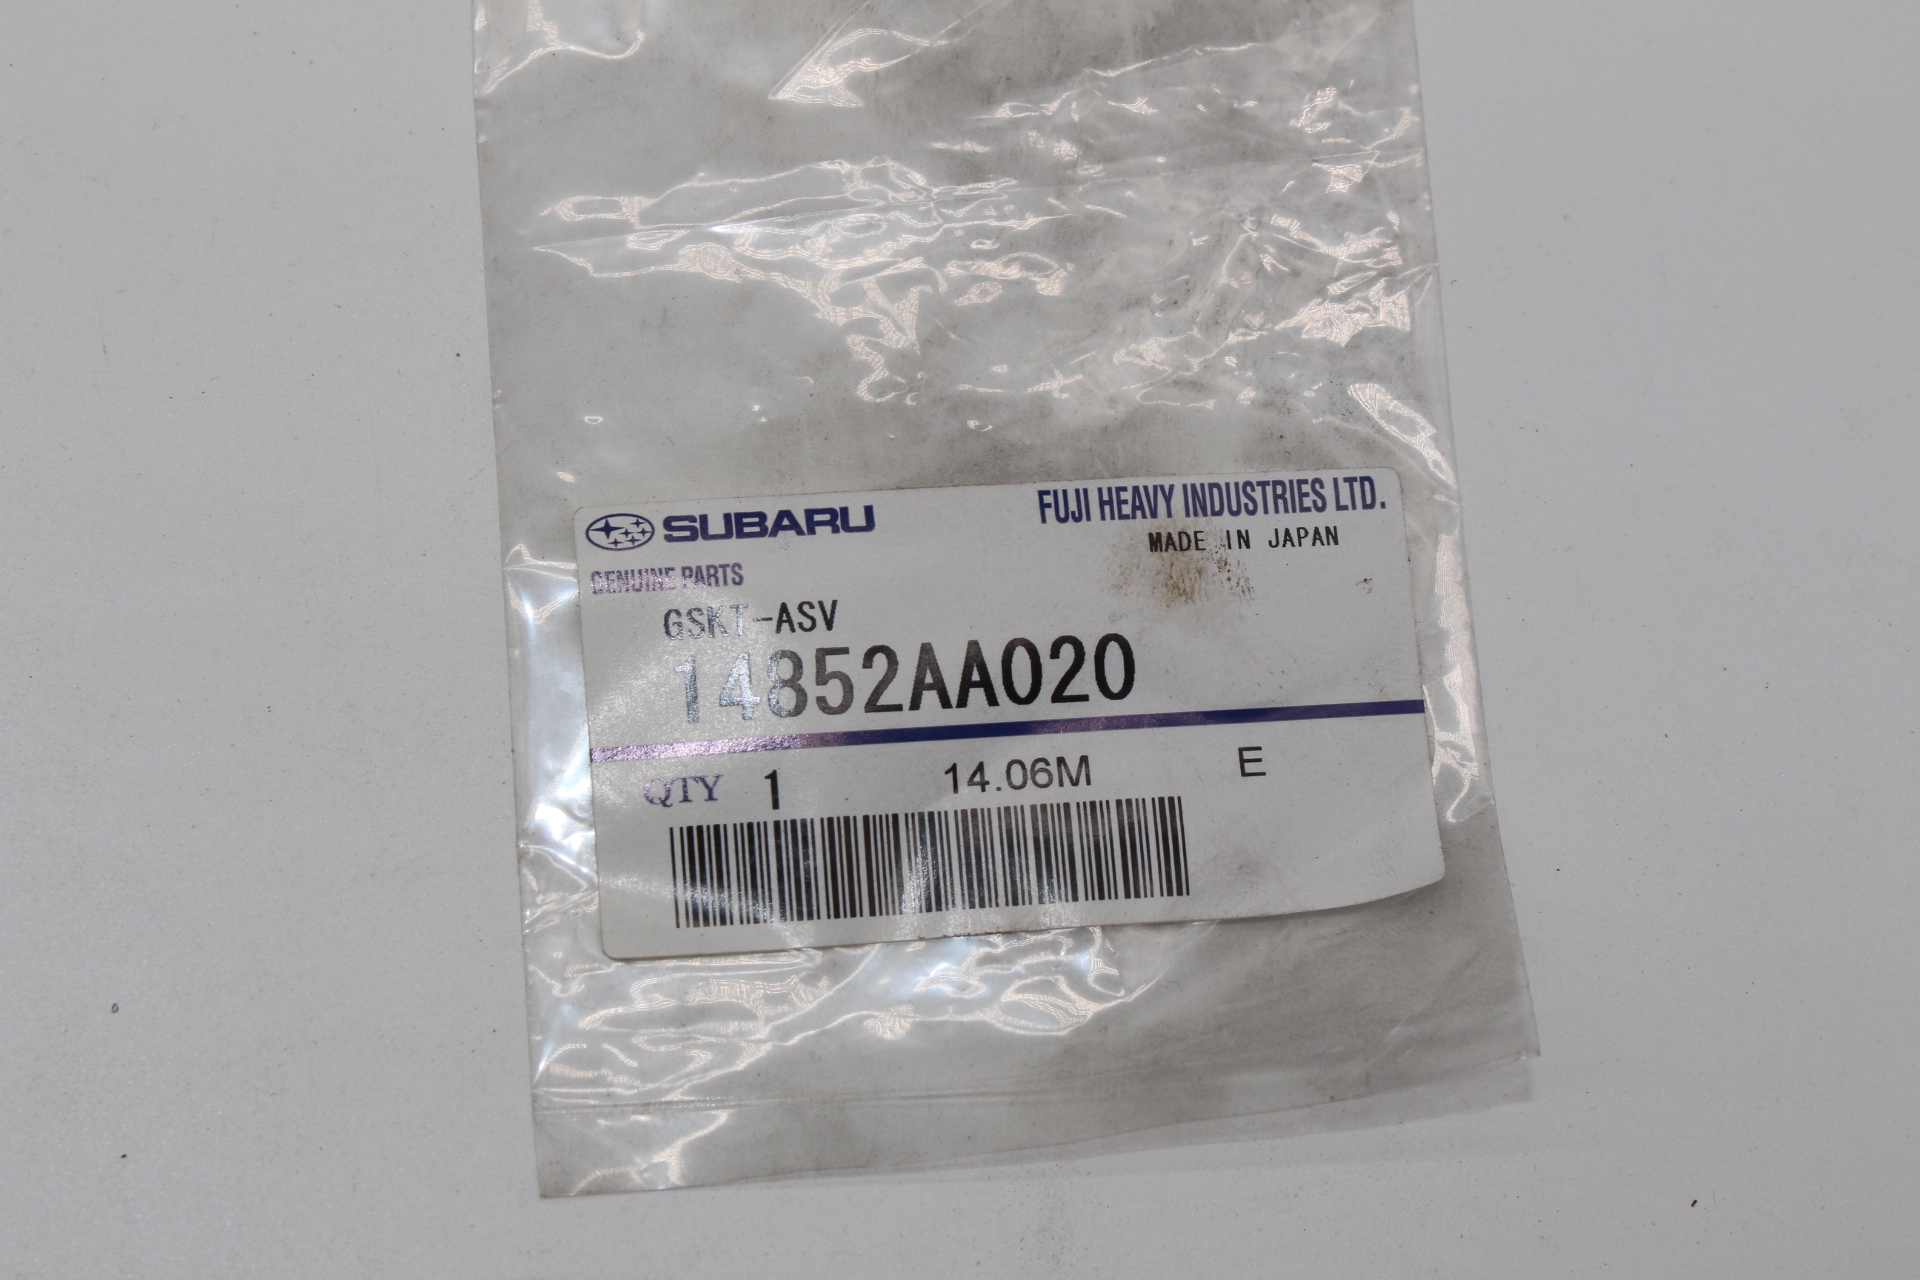 SUBARU
FUJI HEAVY INDUSTRIES LTD.
MADE IN JAPAN
GENUINE PARTS
GSKT-ASV
14852AA020
QTY 1 14.06M E